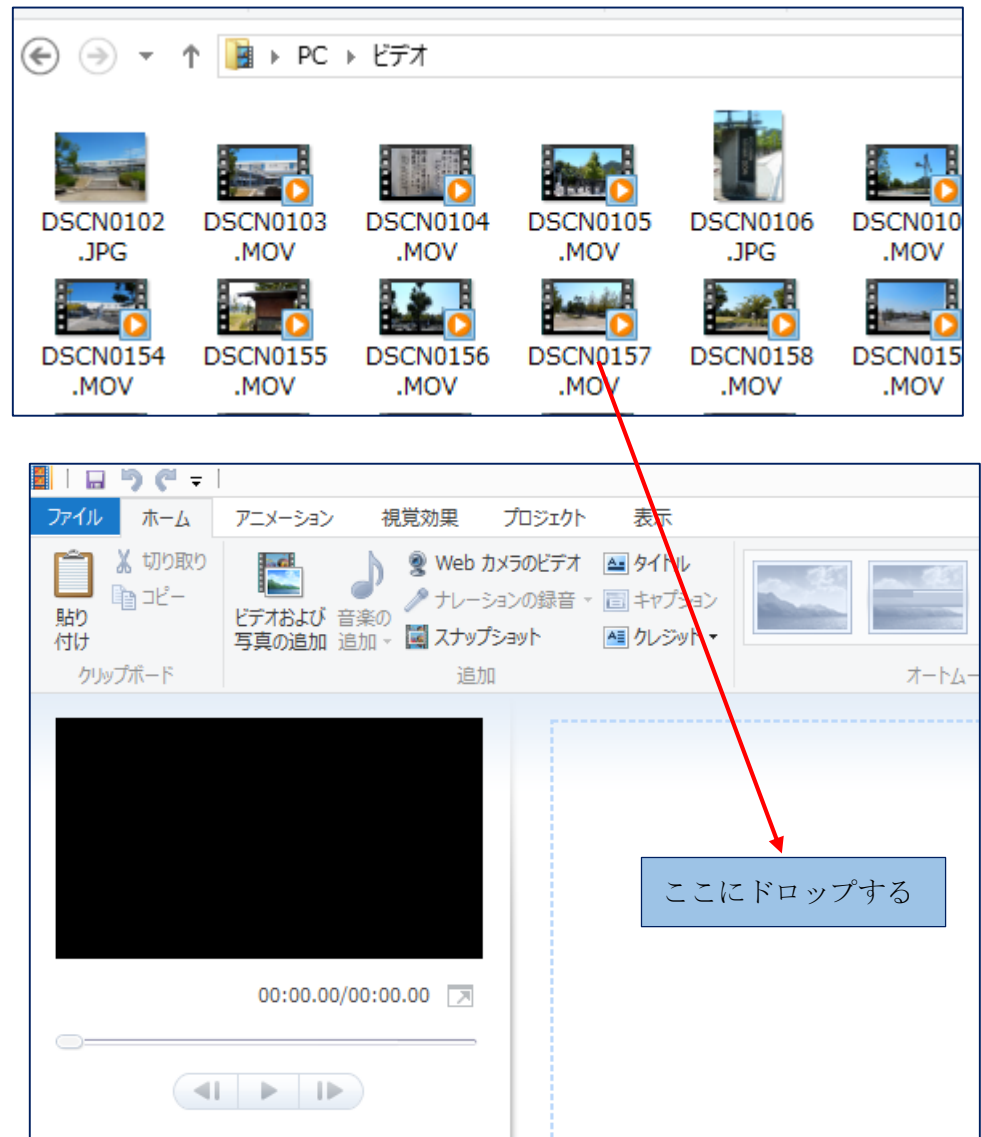 PC ビデオ
DSCN0102 DSCN0103 DSCN0104 DSCN0105 DSCN0106 DSCN010
.JPG .MOV .MOV .MOV .JPG .MOV
DSCN0154 DSCN0155 DSCN0156 DSCN0157 DSCN0158 DSCN015
.MOV .MOV .MOV .MOV .MOV .MOV
ファイル ホーム アニメーション 視覚効果 プロジェクト 表示
切り取り
コピー
貼り
付け
クリップボード
ビデオおよび
写真の追加
音楽の
追加
Web カメラのビデオ
ナレーションの録音
スナップショット
タイトル
キャプション
クレジット
追加
オートムー
ここにドロップする
00:00.00/00:00.00